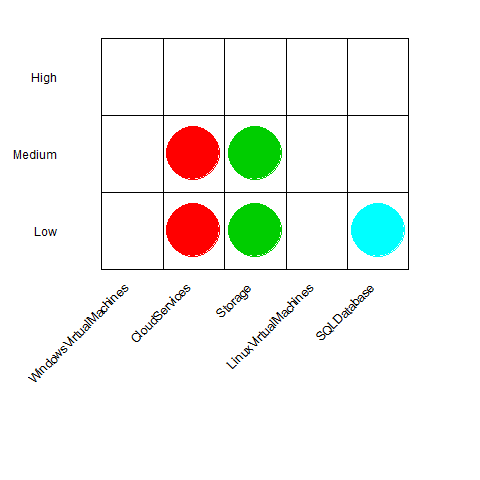 High
Medium
Low
WindowsVirtualMachines
CloudServices
Storage
LinuxVirtualMachines
SQLDatabase